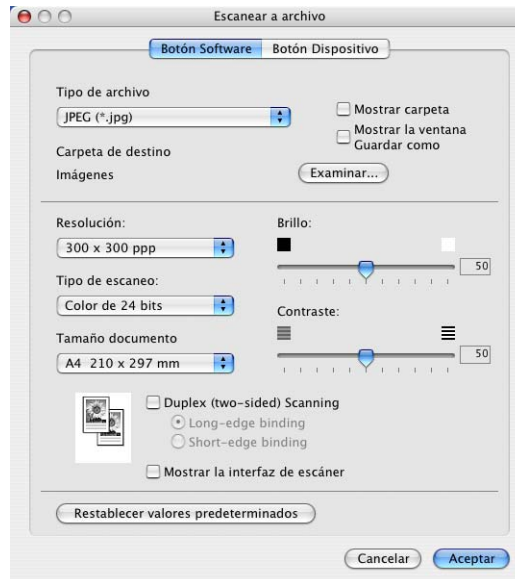 Escanear a archivo
Botón Software Botón Dispositivo
Tipo de archivo
JPEG (*.jpg)
Mostrar carpeta
Mostrar la ventana
Guardar como
Carpeta de destino
Imágenes
Examinar...
Resolución:
300 x 300 ppp
Tipo de escaneo:
Color de 24 bits
Tamaño documento
A4 210 x 297 mm
Brillo:
50
Contraste:
50
Duplex (two-sided) Scanning
Long-edge binding
Short-edge binding
Mostrar la interfaz de escáner
Restablecer valores predeterminados
Cancelar Aceptar